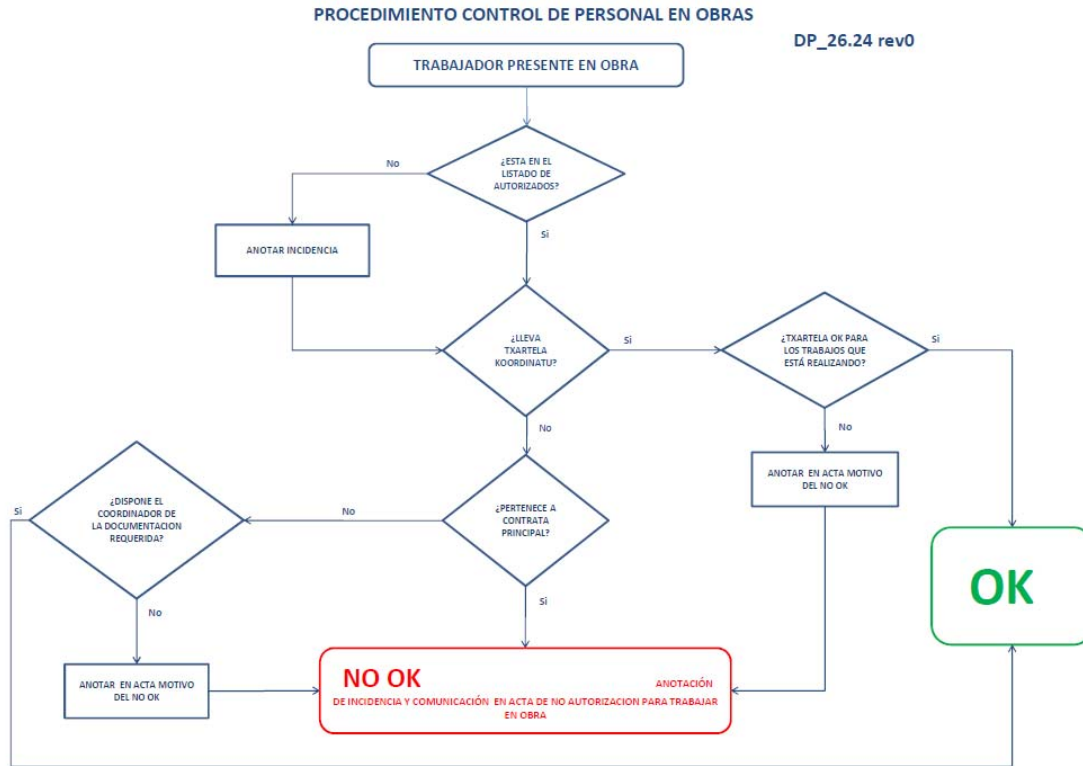 PROCEDIMIENTO CONTROL DE PERSONAL EN OBRAS
DP_26.24 rev0
TRABAJADOR PRESENTE EN OBRA
¿ESTA EN EL
LISTADO DE
AUTORIZADOS?
No
Si
ANOTAR INCIDENCIA
¿LLEVA
TXARTELA
KOORDINATU?
Si
No
¿TXARTELA OK PARA
LOS TRABAJOS QUE
ESTÁ REALIZANDO?
Si
No
ANOTAR EN ACTA MOTIVO
DEL NO OK
¿PERTENECE A
CONTRATA
PRINCIPAL?
No
Si
¿DISPONE EL
COORDINADOR DE
LA DOCUMENTACION
REQUERIDA?
Si
No
ANOTAR EN ACTA MOTIVO
DEL NO OK
OK
NO OK ANOTACIÓN
DE INCIDENCIA Y COMUNICACIÓN EN ACTA DE NO AUTORIZACION PARA TRABAJAR
EN OBRA